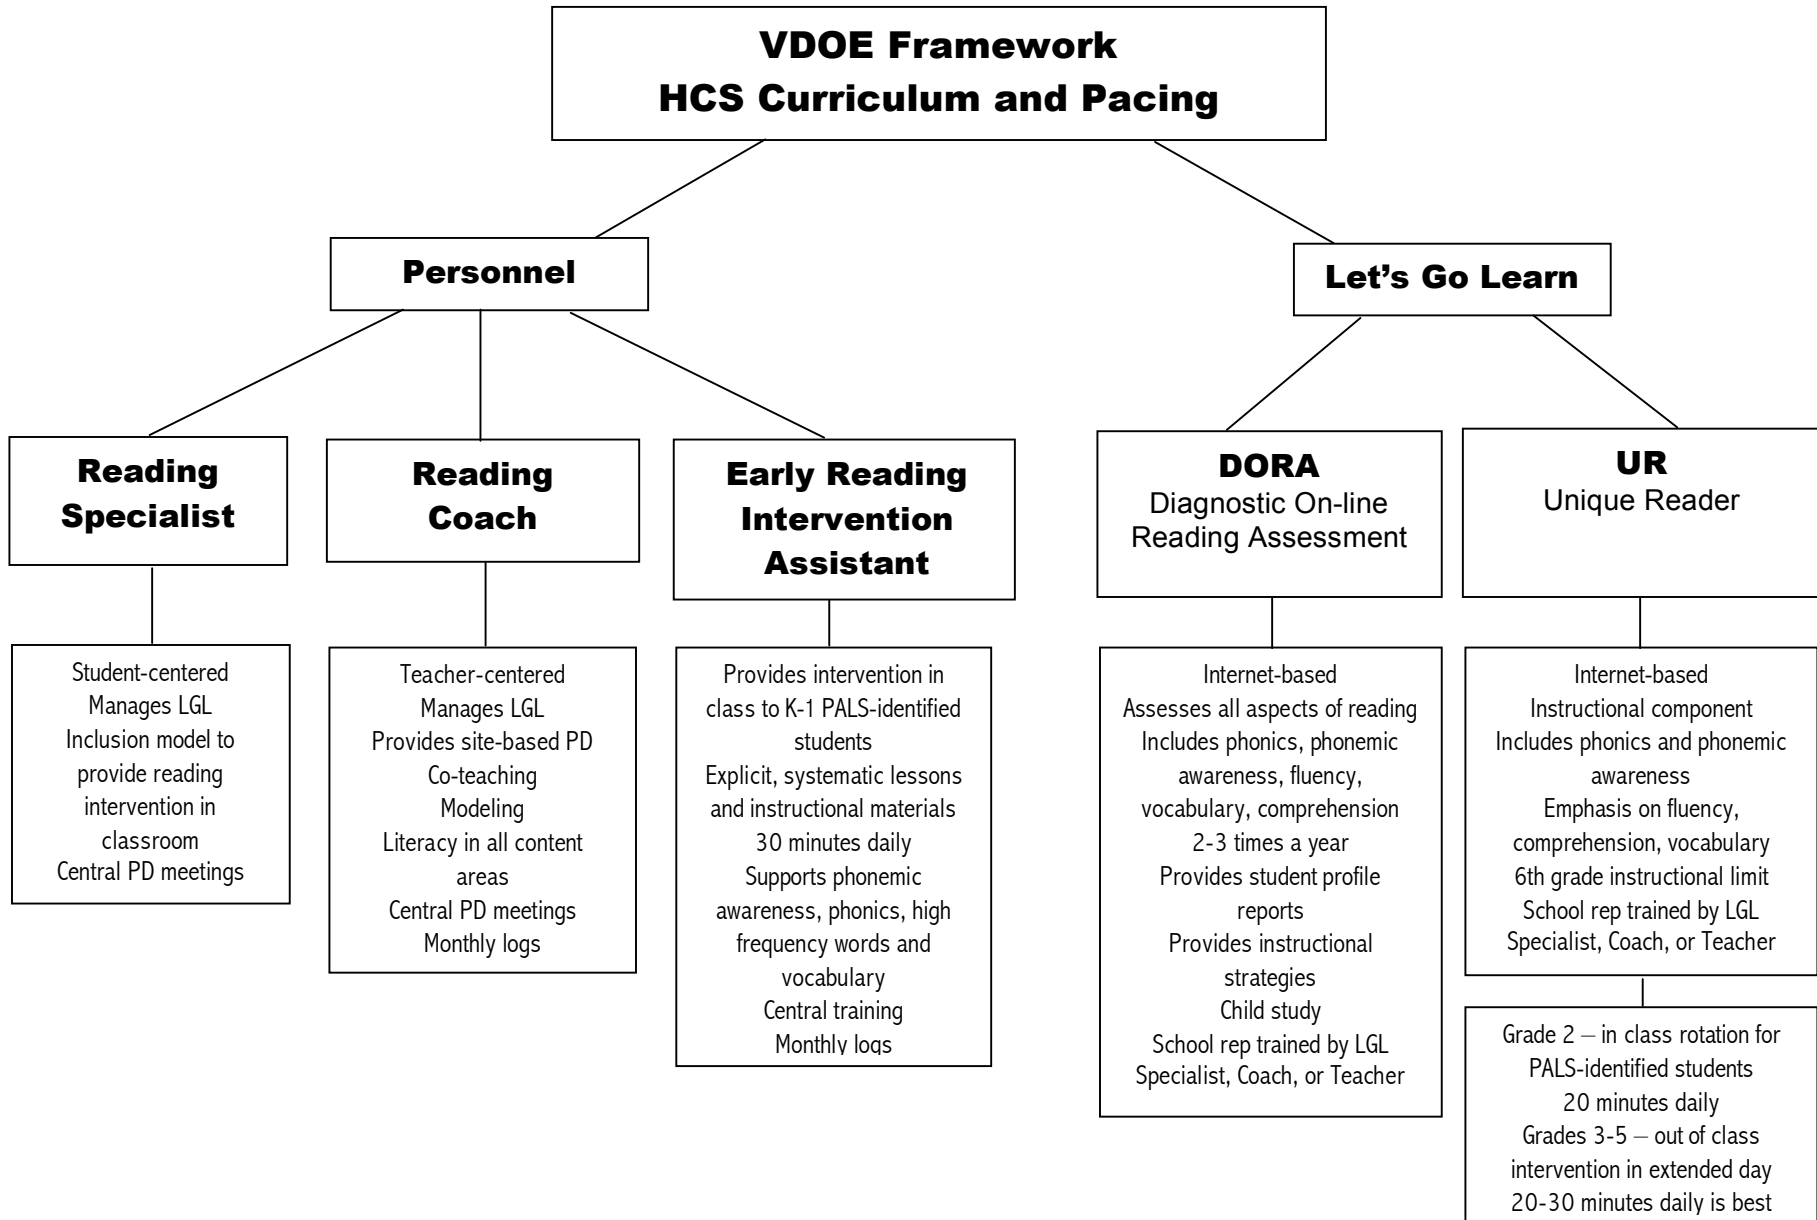 VDOE Framework
HCS Curriculum and Pacing
Personnel
Let's Go Learn
Reading
Specialist
Reading
Coach
Early Reading
Intervention
Assistant
DORA
Diagnostic On-line
Reading Assessment
UR
Unique Reader
Student-centered
Manages LGL
Inclusion model to
provide reading
intervention in
classroom
Central PD meetings
Teacher-centered
Manages LGL
Provides site-based PD
Co-teaching
Modeling
Literacy in all content
areas
Central PD meetings
Monthly logs
Provides intervention in
class to K-1 PALS-identified
students
Explicit, systematic lessons
and instructional materials
30 minutes daily
Supports phonemic
awareness, phonics, high
frequency words and
vocabulary
Central training
Monthly logs
Internet-based
Assesses all aspects of reading
Includes phonics, phonemic
awareness, fluency,
vocabulary, comprehension
2-3 times a year
Provides student profile
reports
Provides instructional
strategies
Child study
School rep trained by LGL
Specialist, Coach, or Teacher
Internet-based
Instructional component
Includes phonics and phonemic
awareness
Emphasis on fluency,
comprehension, vocabulary
6th grade instructional limit
School rep trained by LGL
Specialist, Coach, or Teacher
Grade 2 – in class rotation for
PALS-identified students
20 minutes daily
Grades 3-5 – out of class
intervention in extended day
20-30 minutes daily is best